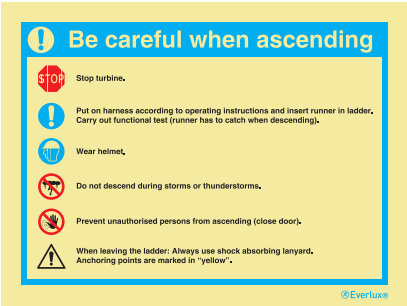 Be careful when ascending
STOP
Stop turbine.
Put on harness according to operating instructions and insert runner in ladder.
Carry out functional test (runner has to catch when descending).
Wear helmet.
Do not descend during storms or thunderstorms.
Prevent unauthorised persons from ascending (close door).
When leaving the ladder: Always use shock absorbing lanyard.
Anchoring points are marked in "yellow".
Everlux®